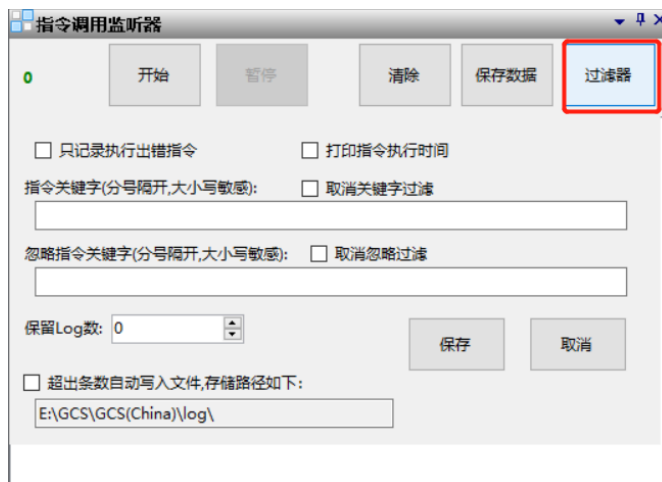 指令调用监听器
0 开始 暂停 清除 保存数据 过滤器
只记录执行出错指令 打印指令执行时间
指令关键字(分号隔开,大小写敏感): 取消关键字过滤
忽略指令关键字(分号隔开,大小写敏感): 取消忽略过滤
保留Log数: 0
保存 取消
超出条数自动写入文件,存储路径如下:
E:\GCS\GCS(China)\log\